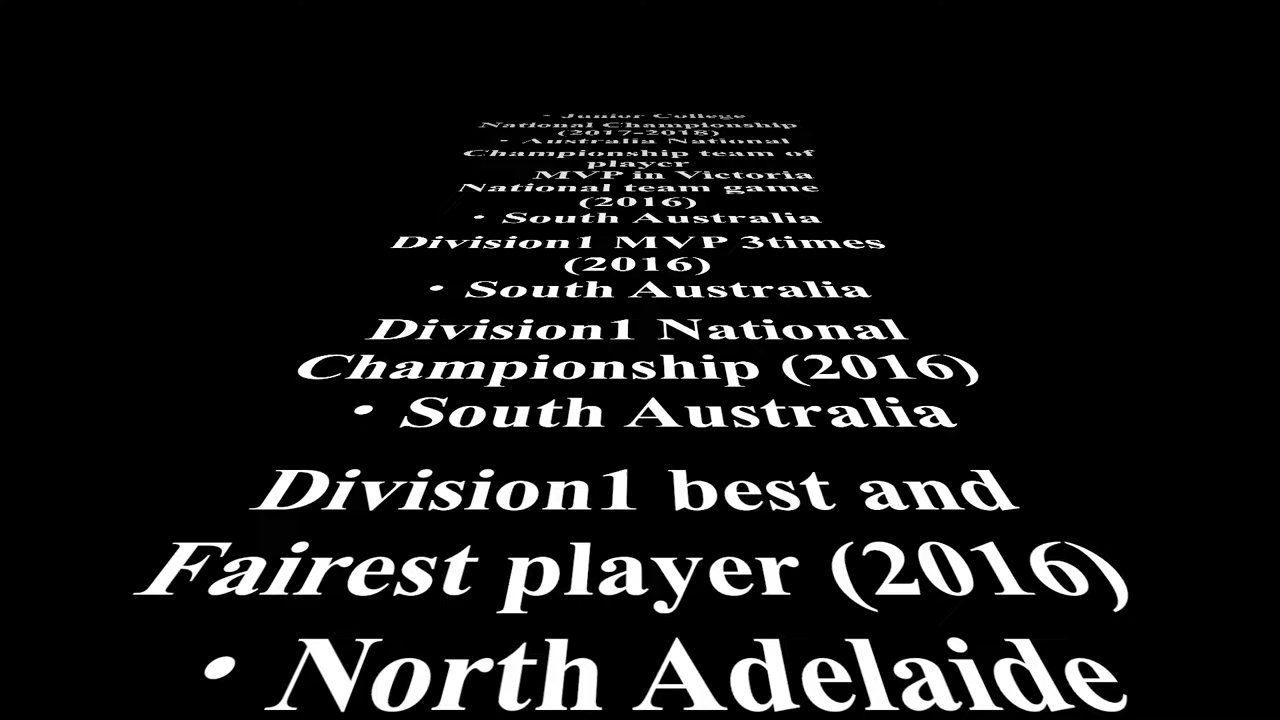 • Junior College
National Championship
(2017-2018)
• Australia National
Championship team of
player
MVP in Victoria
National team game
(2016)
• South Australia
Division1 MVP 3times
(2016)
• South Australia
Division1 National
Championship (2016)
• South Australia
Division1 best and
Fairest player (2016)
• North Adelaide